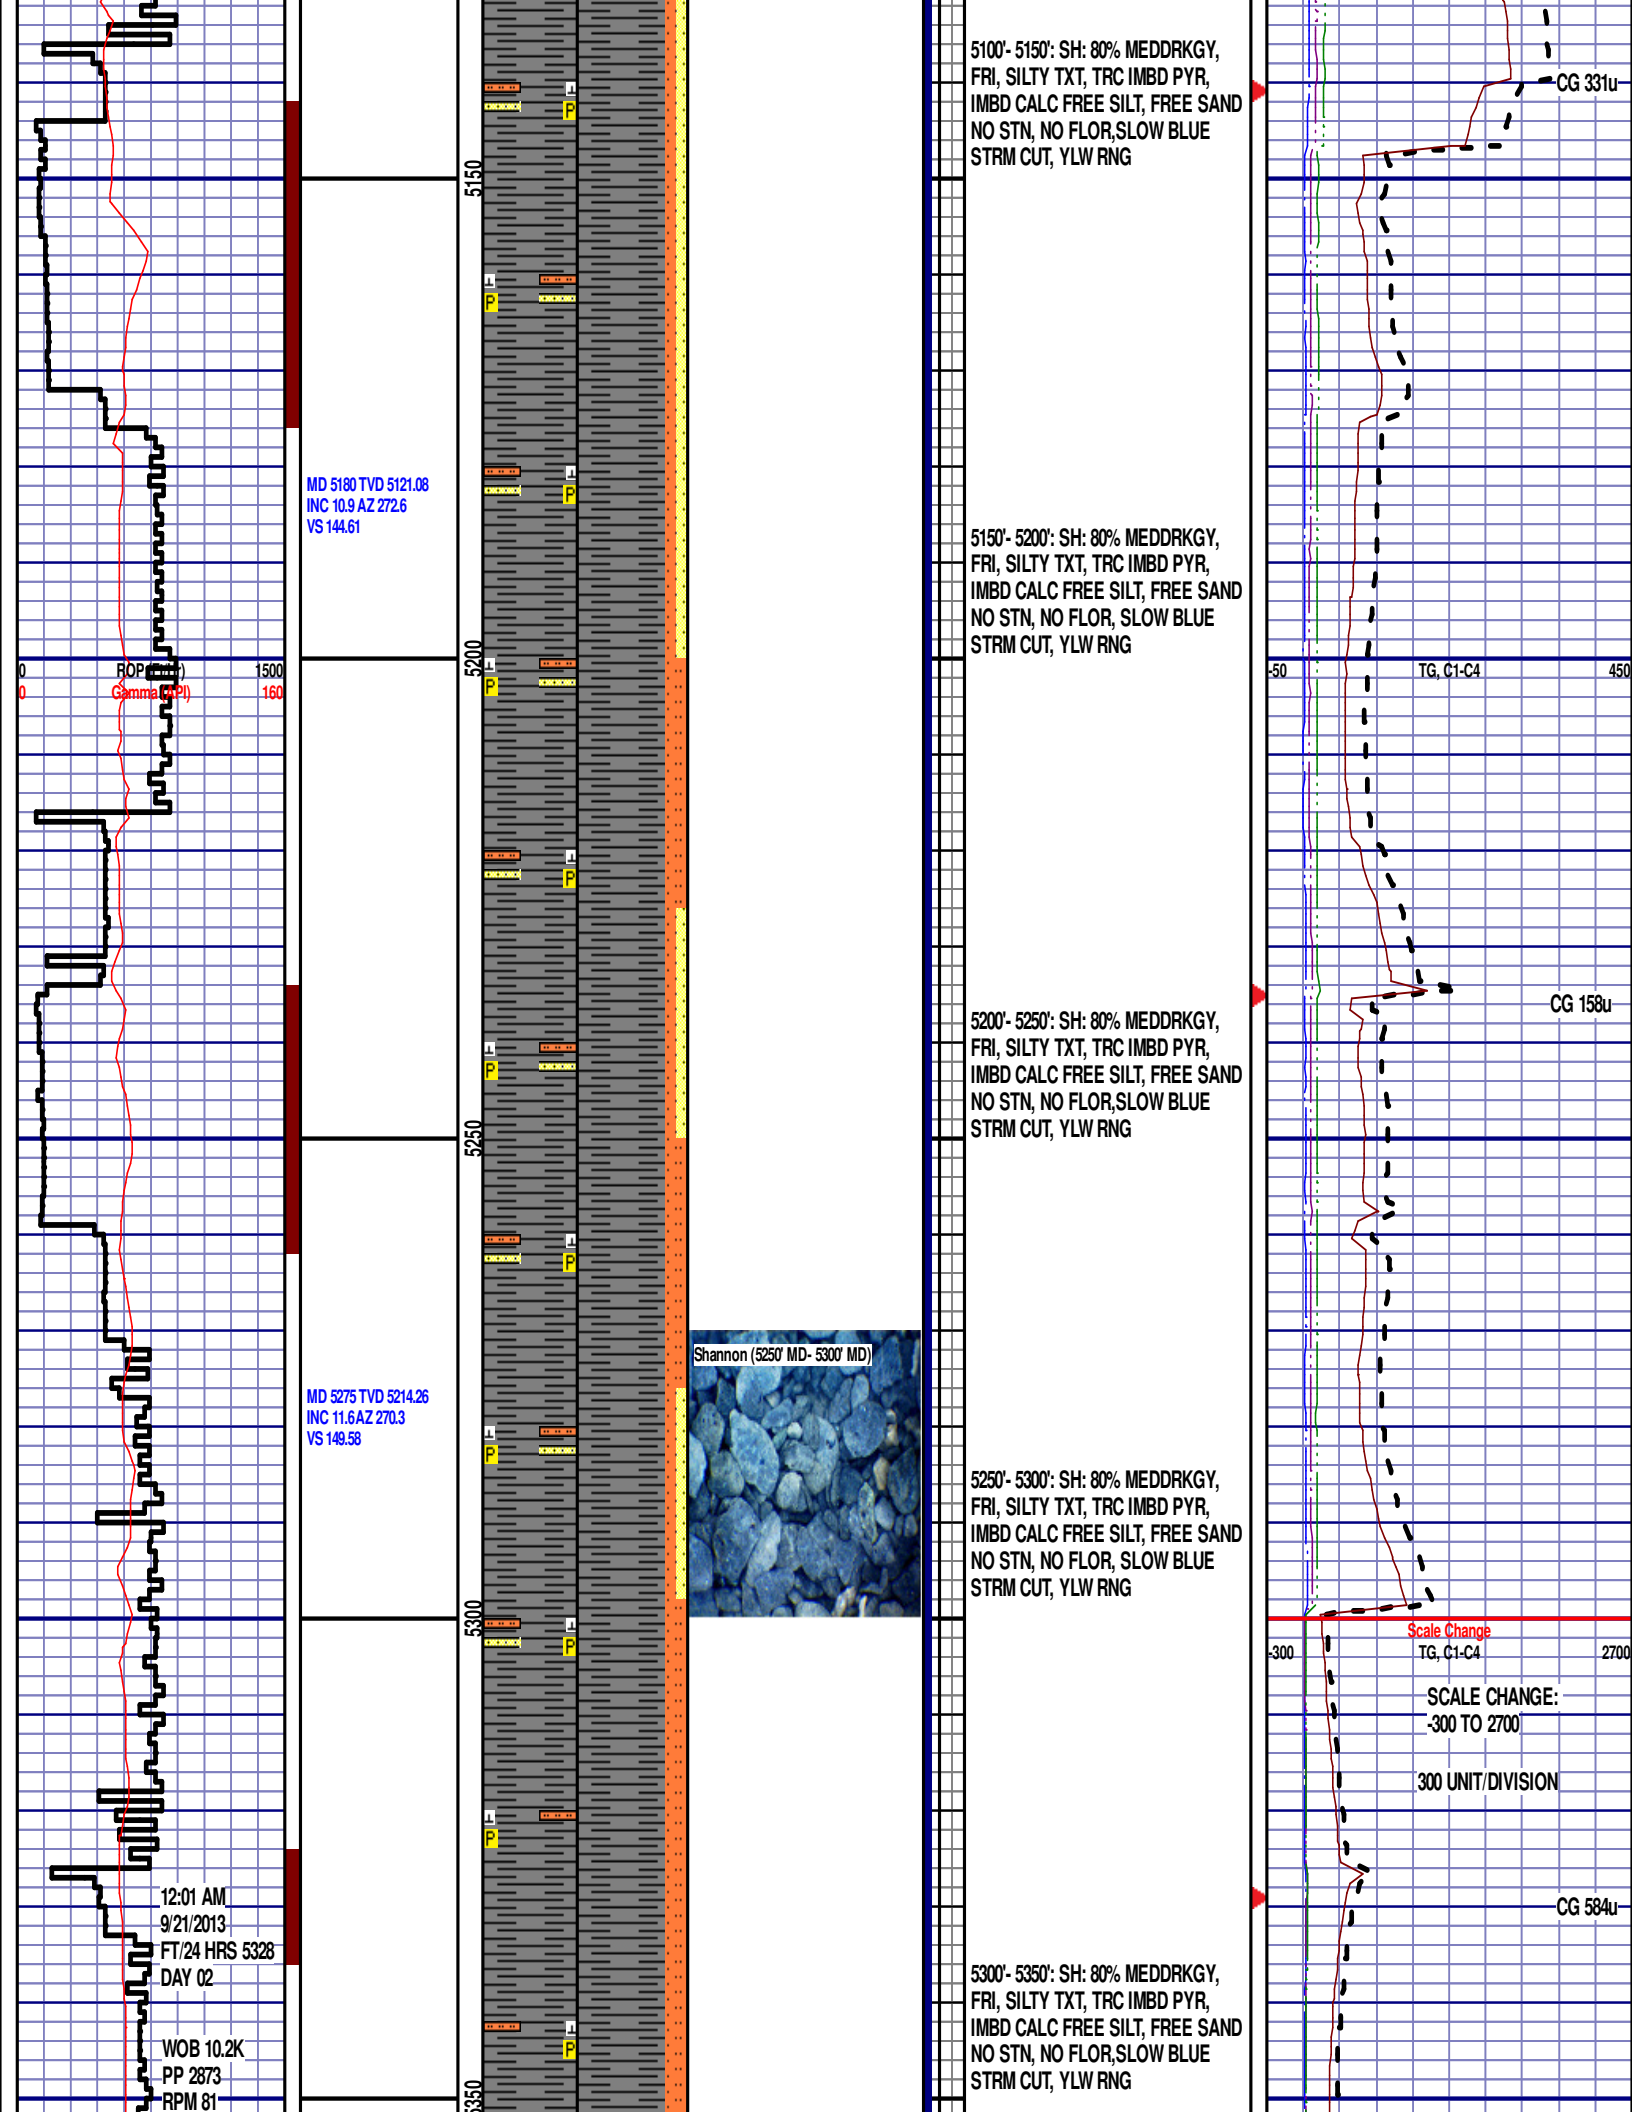 5100'- 5150': SH: 80% MEDDRKGY,
FRI, SILTY TXT, TRC IMBD PYR,
IMBD CALC FREE SILT, FREE SAND
NO STN, NO FLOR,SLOW BLUE
STRM CUT, YLW RNG
CG 331u
5150
MD 5180 TVD 5121.08
INC 10.9 AZ 272.6
VS 144.61
5150'- 5200': SH: 80% MEDDRKGY,
FRI, SILTY TXT, TRC IMBD PYR,
IMBD CALC FREE SILT, FREE SAND
NO STN, NO FLOR, SLOW BLUE
STRM CUT, YLW RNG
5200
0 ROP 1500
0 Gamma (API) 160
-50 TG, C1-C4 450
P
P
P
P
P
P
P
P
P
P
P
CG 158u
5200'- 5250': SH: 80% MEDDRKGY,
FRI, SILTY TXT, TRC IMBD PYR,
IMBD CALC FREE SILT, FREE SAND
NO STN, NO FLOR,SLOW BLUE
STRM CUT, YLW RNG
5250
Shannon (5250' MD- 5300' MD)
MD 5275 TVD 5214.26
INC 11.6 AZ 270.3
VS 149.58
5250'- 5300': SH: 80% MEDDRKGY,
FRI, SILTY TXT, TRC IMBD PYR,
IMBD CALC FREE SILT, FREE SAND
NO STN, NO FLOR, SLOW BLUE
STRM CUT, YLW RNG
5300
Scale Change
-300 TG, C1-C4 2700
SCALE CHANGE:
-300 TO 2700
300 UNIT/DIVISION
12:01 AM
9/21/2013
FT/24 HRS 5328
DAY 02
CG 584u
5300'- 5350': SH: 80% MEDDRKGY,
FRI, SILTY TXT, TRC IMBD PYR,
IMBD CALC FREE SILT, FREE SAND
NO STN, NO FLOR,SLOW BLUE
STRM CUT, YLW RNG
WOB 10.2K
PP 2873
RPM 81
5350